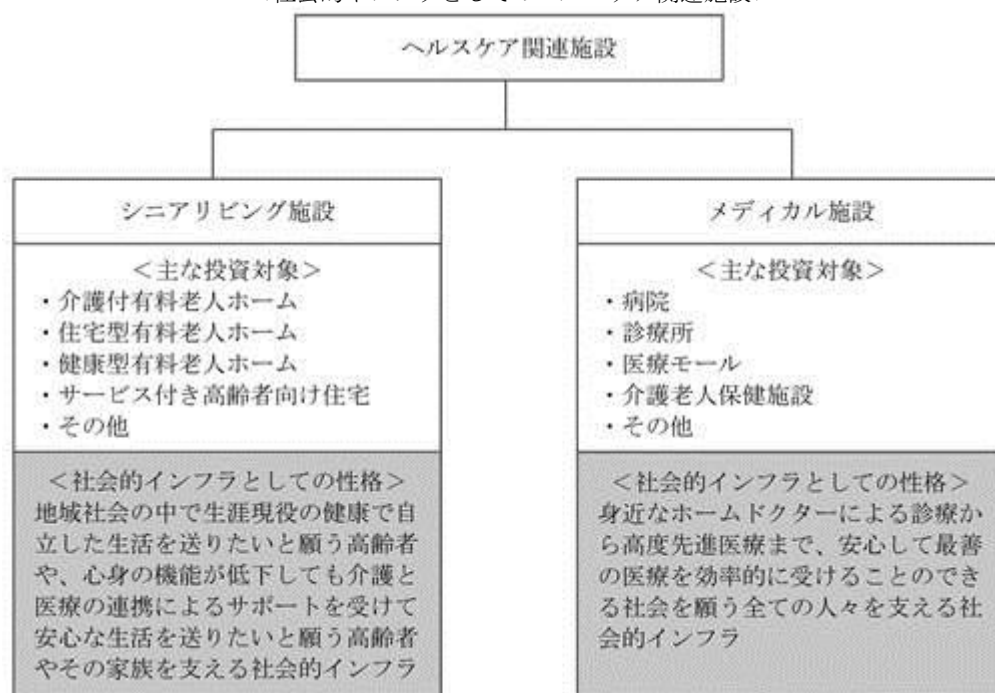 ヘルスケア関連施設
シニアリビング施設
<主な投資対象>
・介護付有料老人ホーム
・住宅型有料老人ホーム
・健康型有料老人ホーム
・サービス付き高齢者向け住宅
・その他
<社会的インフラとしての性格>
地域社会の中で生涯現役の健康で自
立した生活を送りたいと願う高齢者
や、心身の機能が低下しても介護と
医療の連携によるサポートを受けて
安心な生活を送りたいと願う高齢者
やその家族を支える社会的インフラ
メディカル施設
<主な投資対象>
・病院
・診療所
・医療モール
・介護老人保健施設
・その他
<社会的インフラとしての性格>
身近なホームドクターによる診療か
ら高度先進医療まで、安心して最善
の医療を効率的に受けることのでき
る社会を願う全ての人々を支える社
会的インフラ